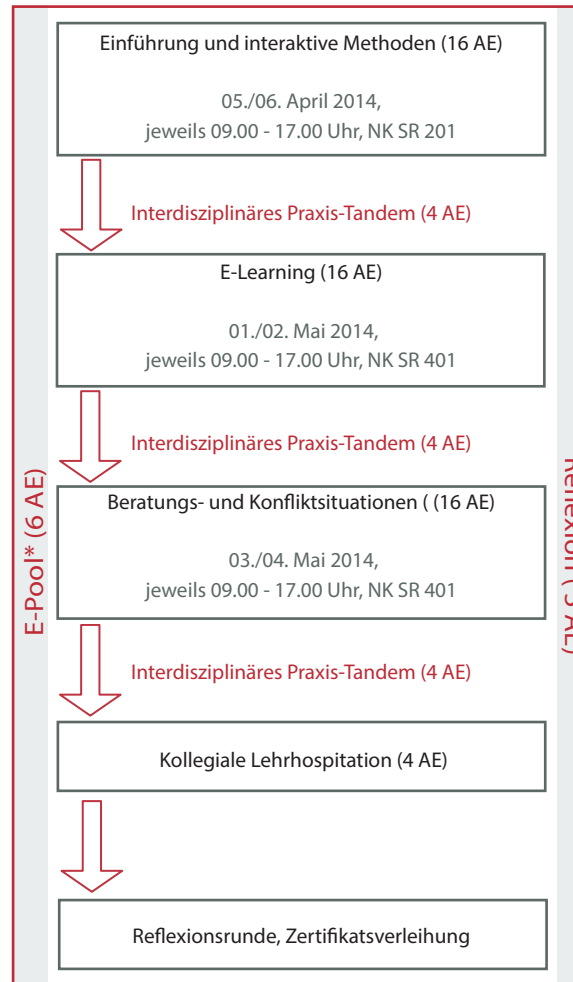 Einführung und interaktive Methoden (16 AE)
05./06. April 2014,
jeweils 09.00 - 17.00 Uhr, NK SR 201
Interdisziplinäres Praxis-Tandem (4 AE)
E-Learning (16 AE)
01./02. Mai 2014,
jeweils 09.00 - 17.00 Uhr, NK SR 401
Interdisziplinäres Praxis-Tandem (4 AE)
Beratungs- und Konfliktsituationen ( (16 AE)
03./04. Mai 2014,
jeweils 09.00 - 17.00 Uhr, NK SR 401
Interdisziplinäres Praxis-Tandem (4 AE)
Kollegiale Lehrhospitation (4 AE)
Reflexionsrunde, Zertifikatsverleihung
E-Pool* (6 AE)
Reflexion